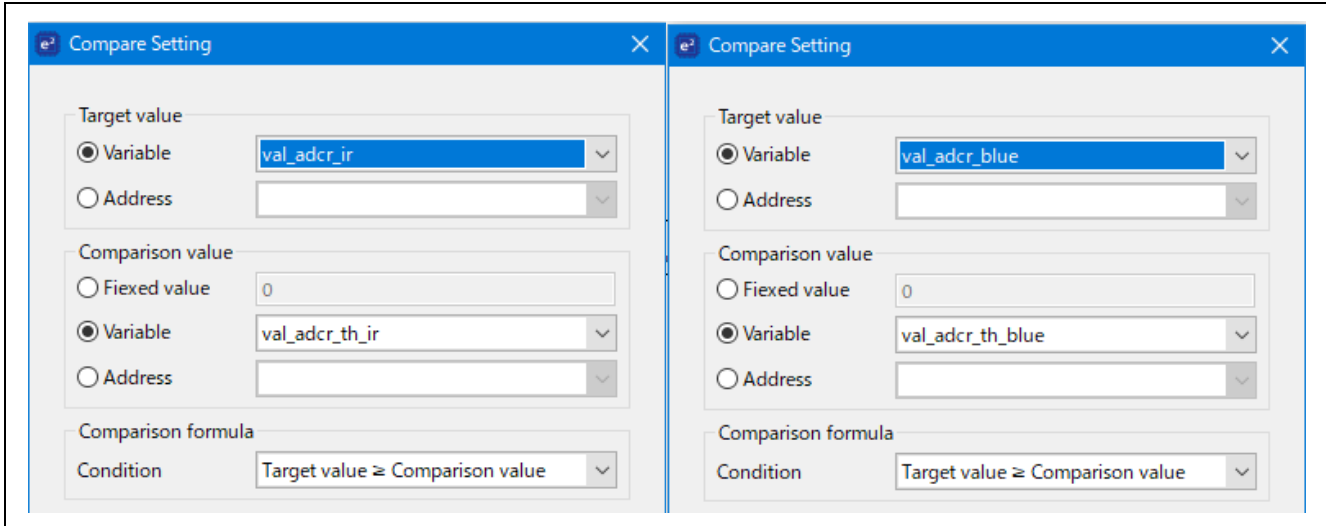 e² Compare Setting
Target value
Variable val_adcr_ir
Address
Comparison value
Fiexed value 0
Variable val_adcr_th_ir
Address
Comparison formula
Condition Target value ≥ Comparison value
e² Compare Setting
Target value
Variable val_adcr_blue
Address
Comparison value
Fiexed value 0
Variable val_adcr_th_blue
Address
Comparison formula
Condition Target value ≥ Comparison value